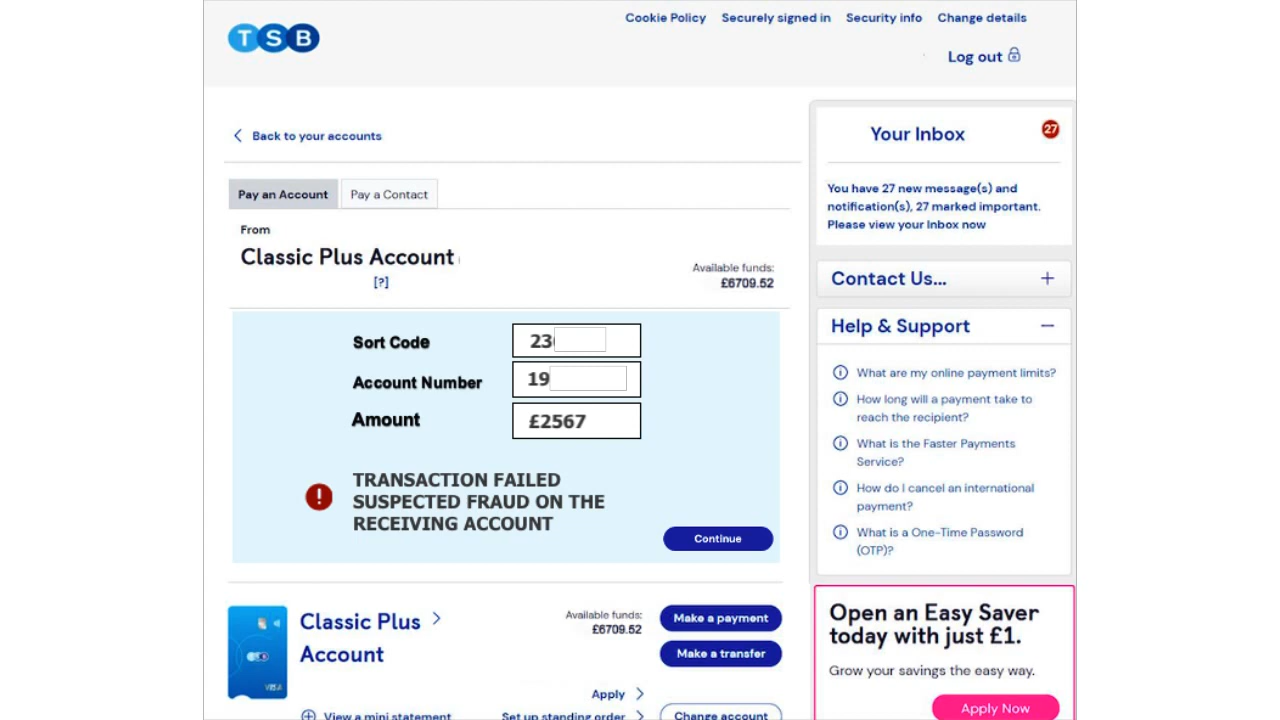 Cookie Policy Securely signed in Security info Change details
TSB
Log out
Back to your accounts
Pay an Account Pay a Contact
From
Classic Plus Account
[?]
Available funds:
£6709.52
Sort Code 23
Account Number 19
Amount £2567
TRANSACTION FAILED
SUSPECTED FRAUD ON THE
RECEIVING ACCOUNT
Continue
Classic Plus
Account
Available funds:
£6709.52
Make a payment
Make a transfer
Apply
View a mini statement
Set up standing order
Change account
VISA
Your Inbox 27
You have 27 new message(s) and
notification(s), 27 marked important.
Please view your Inbox now
Contact Us...
Help & Support
What are my online payment limits?
How long will a payment take to
reach the recipient?
What is the Faster Payments
Service?
How do I cancel an international
payment?
What is a One-Time Password
(OTP)?
Open an Easy Saver
today with just £1.
Grow your savings the easy way.
Apply Now